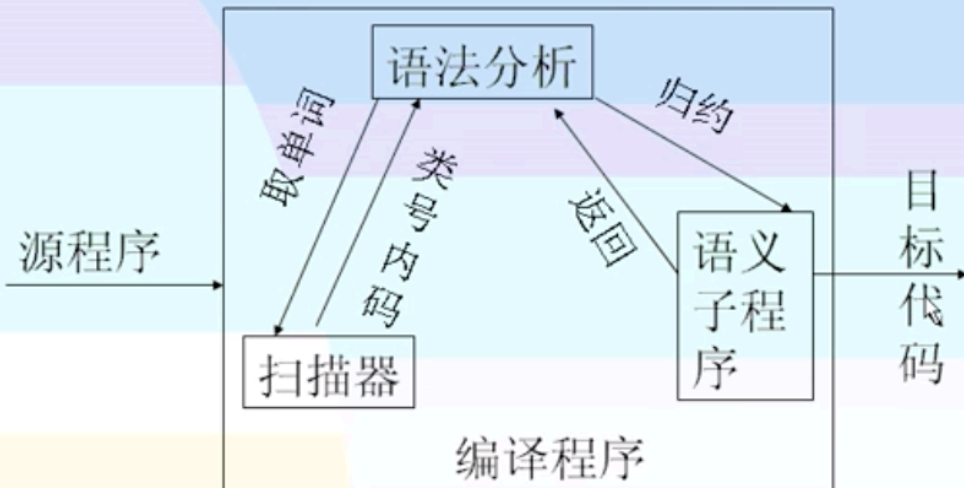 语法分析
取单词
类号内码
归约
返回
源程序
扫描器
语义子程序
目标代码
编译程序